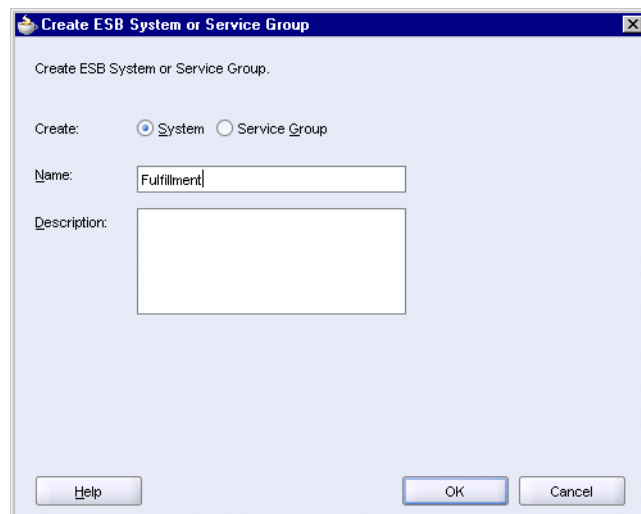 Create ESB System or Service Group
Create ESB System or Service Group.
Create: System Service Group
Name: Fulfillment
Description:
Help OK Cancel